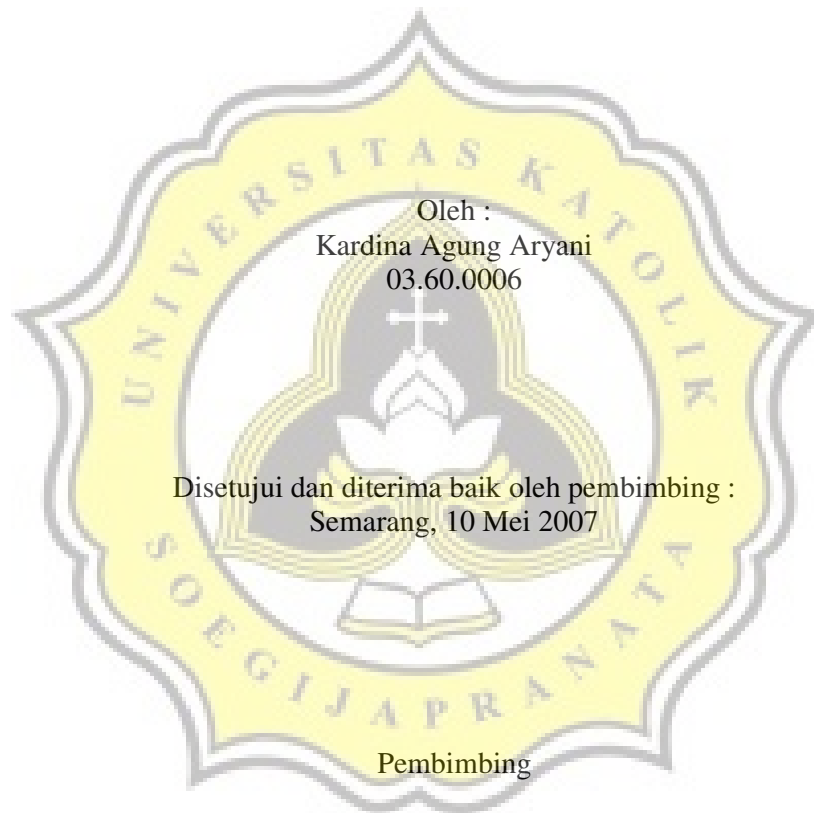 UNIVERSITAS KATOLIK
Oleh :
Kardina Agung Aryani
03.60.0006
Disetujui dan diterima baik oleh pembimbing :
Semarang, 10 Mei 2007
SOEGIJAPRANATA
Pembimbing